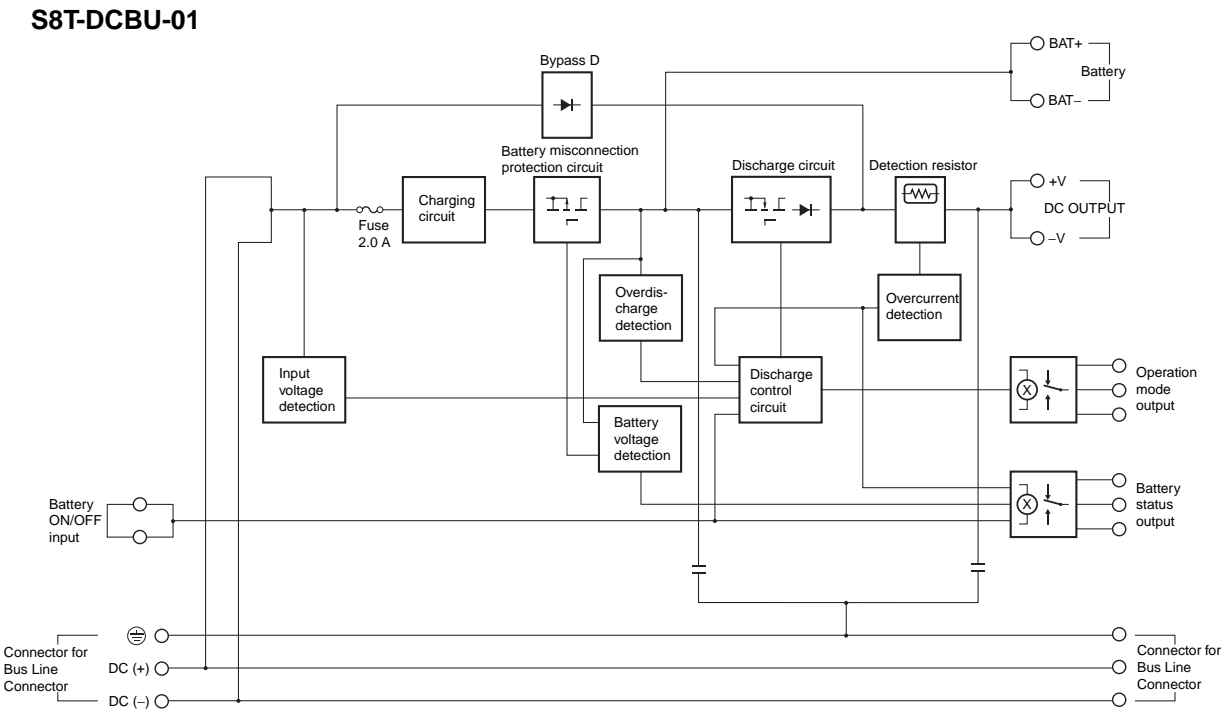 S8T-DCBU-01
BAT+
Battery
BAT−
Bypass D
Battery misconnection
protection circuit
Discharge circuit
Detection resistor
+V
DC OUTPUT
−V
Charging
circuit
Fuse
2.0 A
Overdis-
charge
detection
Overcurrent
detection
Input
voltage
detection
Discharge
control
circuit
X
Operation
mode
output
Battery
voltage
detection
X
Battery
status
output
Battery
ON/OFF
input
Connector for
Bus Line
Connector
DC (+)
DC (−)
Connector for
Bus Line
Connector